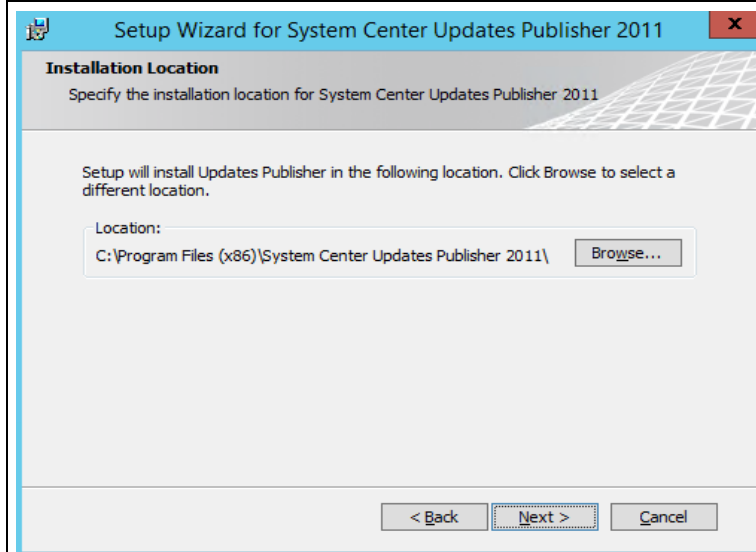 Setup Wizard for System Center Updates Publisher 2011
x
Installation Location
Specify the installation location for System Center Updates Publisher 2011
Setup will install Updates Publisher in the following location. Click Browse to select a
different location.
Location:
C:\Program Files (x86)\System Center Updates Publisher 2011\
Browse...
< Back
Next >
Cancel